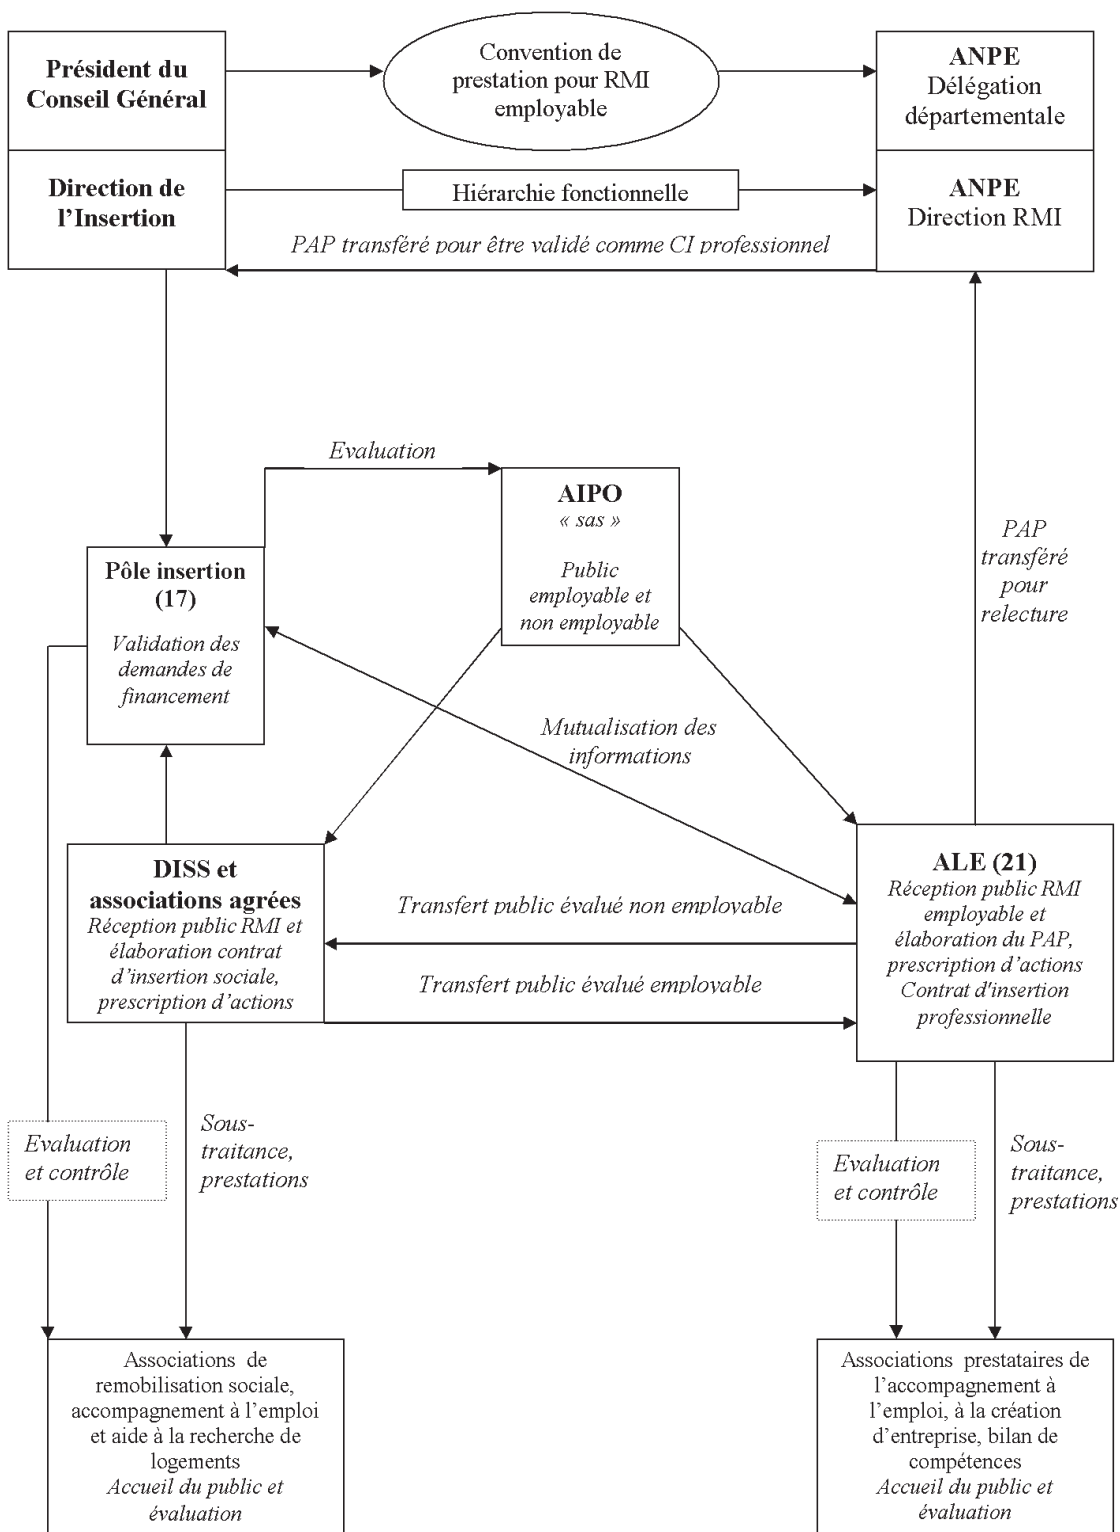 Président du
Conseil Général
Convention de
prestation pour RMI
employable
ANPE
Délégation
départementale
Direction de
l'Insertion
Hiérarchie fonctionnelle
ANPE
Direction RMI
PAP transféré pour être validé comme CI professionnel
Evaluation
AIPO
« sas »
Public
employable et
non employable
PAP
transféré
pour
relecture
Pôle insertion
(17)
Validation des
demandes de
financement
Mutualisation des
informations
DISS et
associations agrées
Réception public RMI et
élaboration contrat
d'insertion sociale,
prescription d'actions
Transfert public évalué non employable
Transfert public évalué employable
ALE (21)
Réception public RMI
employable et
élaboration du PAP,
prescription d'actions
Contrat d'insertion
professionnelle
Evaluation
et contrôle
Sous-
traitance,
prestations
Evaluation
et contrôle
Sous-
traitance,
prestations
Associations de
remobilisation sociale,
accompagnement à l'emploi
et aide à la recherche de
logements
Accueil du public et
évaluation
Associations prestataires de
l'accompagnement à
l'emploi, à la création
d'entreprise, bilan de
compétences
Accueil du public et
évaluation